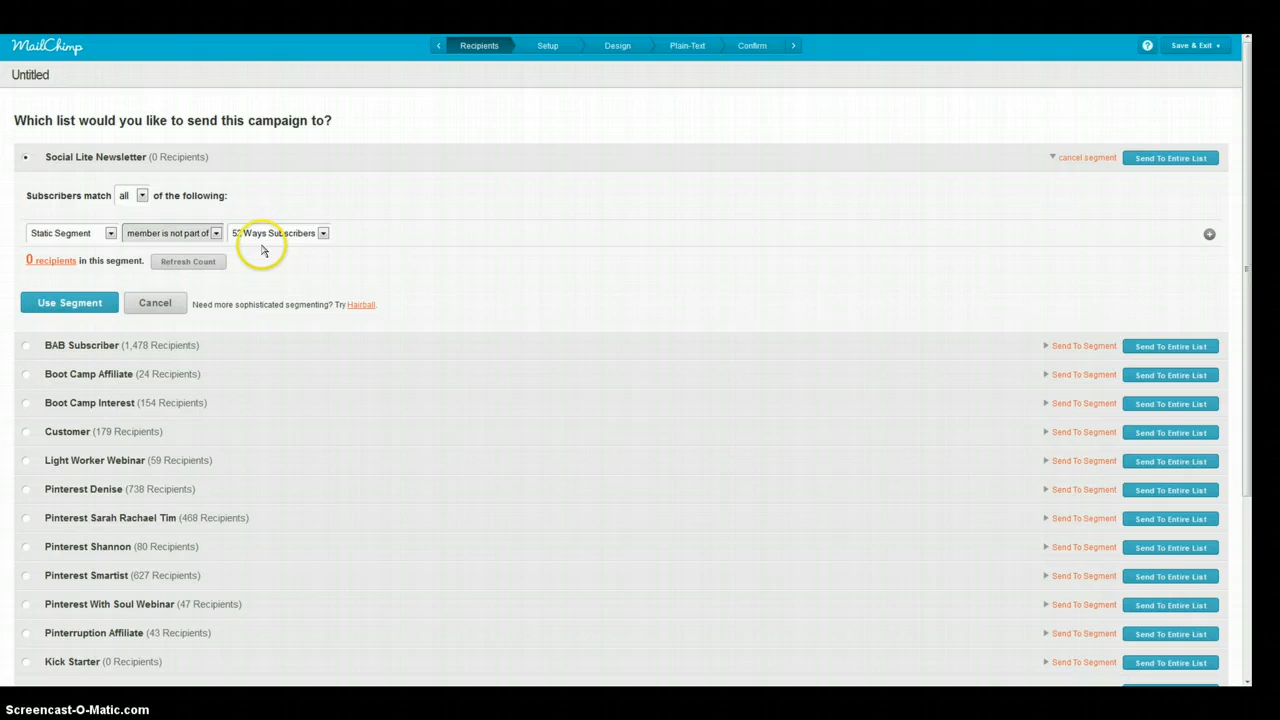 MailChimp
Recipients Setup Design Plain-Text Confirm
? Save & Exit
Untitled
Which list would you like to send this campaign to?
Social Lite Newsletter (0 Recipients) cancel segment Send To Entire List
Subscribers match all of the following:
Static Segment member is not part of 52 Ways Subscribers
0 recipients in this segment. Refresh Count
Use Segment Cancel Need more sophisticated segmenting? Try Hairball.
BAB Subscriber (1,478 Recipients) Send To Segment Send To Entire List
Boot Camp Affiliate (24 Recipients) Send To Segment Send To Entire List
Boot Camp Interest (154 Recipients) Send To Segment Send To Entire List
Customer (179 Recipients) Send To Segment Send To Entire List
Light Worker Webinar (59 Recipients) Send To Segment Send To Entire List
Pinterest Denise (738 Recipients) Send To Segment Send To Entire List
Pinterest Sarah Rachael Tim (468 Recipients) Send To Segment Send To Entire List
Pinterest Shannon (80 Recipients) Send To Segment Send To Entire List
Pinterest Smartist (627 Recipients) Send To Segment Send To Entire List
Pinterest With Soul Webinar (47 Recipients) Send To Segment Send To Entire List
Pinterruption Affiliate (43 Recipients) Send To Segment Send To Entire List
Kick Starter (0 Recipients) Send To Segment Send To Entire List
Screencast-O-Matic.com